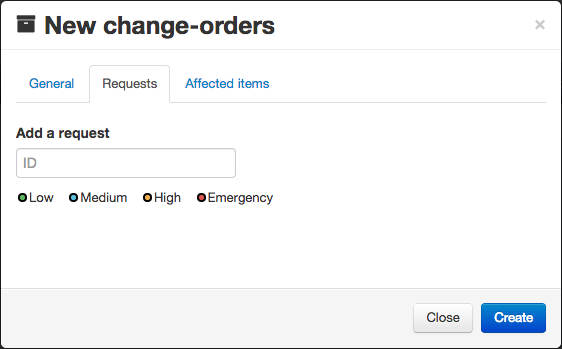 New change-orders ×
General Requests Affected items
Add a request
ID
Low Medium High Emergency
Close Create